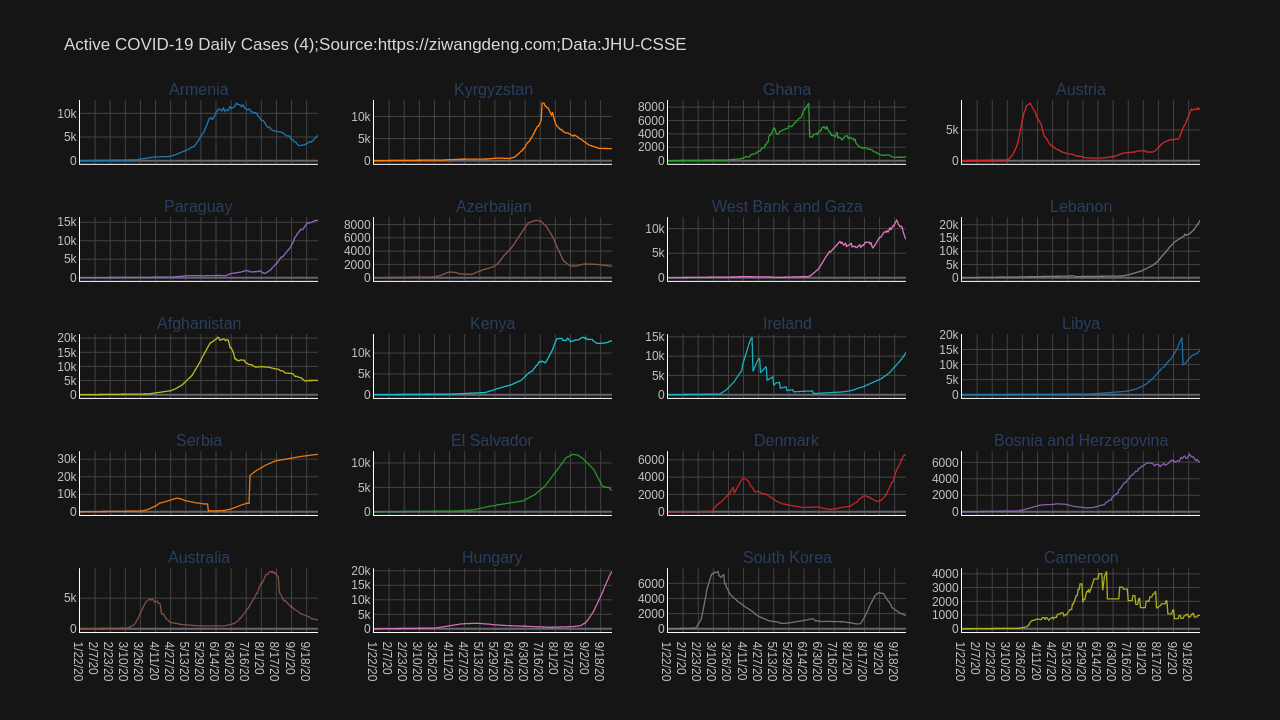 Active COVID-19 Daily Cases (4);Source:https://ziwangdeng.com;Data:JHU-CSSE
Armenia
10k
5k
0
Kyrgyzstan
10k
5k
0
Ghana
8000
6000
4000
2000
0
Austria
5k
0
Paraguay
15k
10k
5k
0
Azerbaijan
8000
6000
4000
2000
0
West Bank and Gaza
10k
5k
0
Lebanon
20k
15k
10k
5k
0
Afghanistan
20k
15k
10k
5k
0
Kenya
10k
5k
0
Ireland
15k
10k
5k
0
Libya
20k
15k
10k
5k
0
Serbia
30k
20k
10k
0
El Salvador
10k
5k
0
Denmark
6000
4000
2000
0
Bosnia and Herzegovina
6000
4000
2000
0
Australia
5k
0
1/22/20
2/7/20
3/10/20
3/26/20
4/11/20
4/27/20
5/13/20
5/29/20
6/14/20
6/30/20
7/16/20
8/1/20
8/17/20
9/2/20
9/18/20
Hungary
20k
15k
10k
5k
0
1/22/20
2/7/20
3/10/20
3/26/20
4/11/20
4/27/20
5/13/20
5/29/20
6/14/20
6/30/20
7/16/20
8/1/20
8/17/20
9/2/20
9/18/20
South Korea
6000
4000
2000
0
1/22/20
2/7/20
3/10/20
3/26/20
4/11/20
4/27/20
5/13/20
5/29/20
6/14/20
6/30/20
7/16/20
8/1/20
8/17/20
9/2/20
9/18/20
Cameroon
4000
3000
2000
1000
0
1/22/20
2/7/20
3/10/20
3/26/20
4/11/20
4/27/20
5/13/20
5/29/20
6/14/20
6/30/20
7/16/20
8/1/20
8/17/20
9/2/20
9/18/20